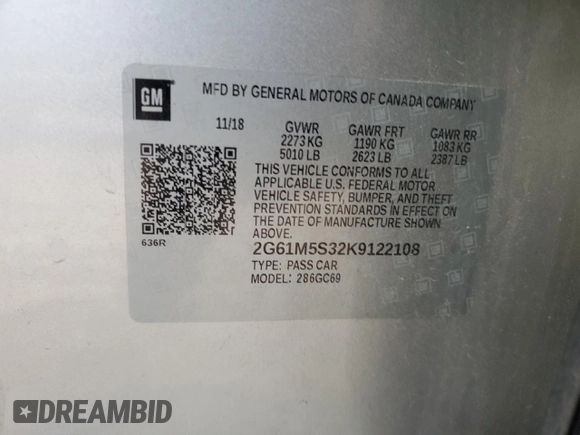 GM
MFD BY GENERAL MOTORS OF CANADA COMPANY
11/18 GVWR GAWR FRT GAWR RR
2273 KG 1190 KG 1083 KG
5010 LB 2623 LB 2387 LB
THIS VEHICLE CONFORMS TO ALL
APPLICABLE U.S. FEDERAL MOTOR
VEHICLE SAFETY, BUMPER, AND THEFT
PREVENTION STANDARDS IN EFFECT ON
THE DATE OF MANUFACTURE SHOWN
ABOVE.
636R
2G61M5S32K9122108
TYPE: PASS CAR
MODEL: 286GC69
DREAMBID